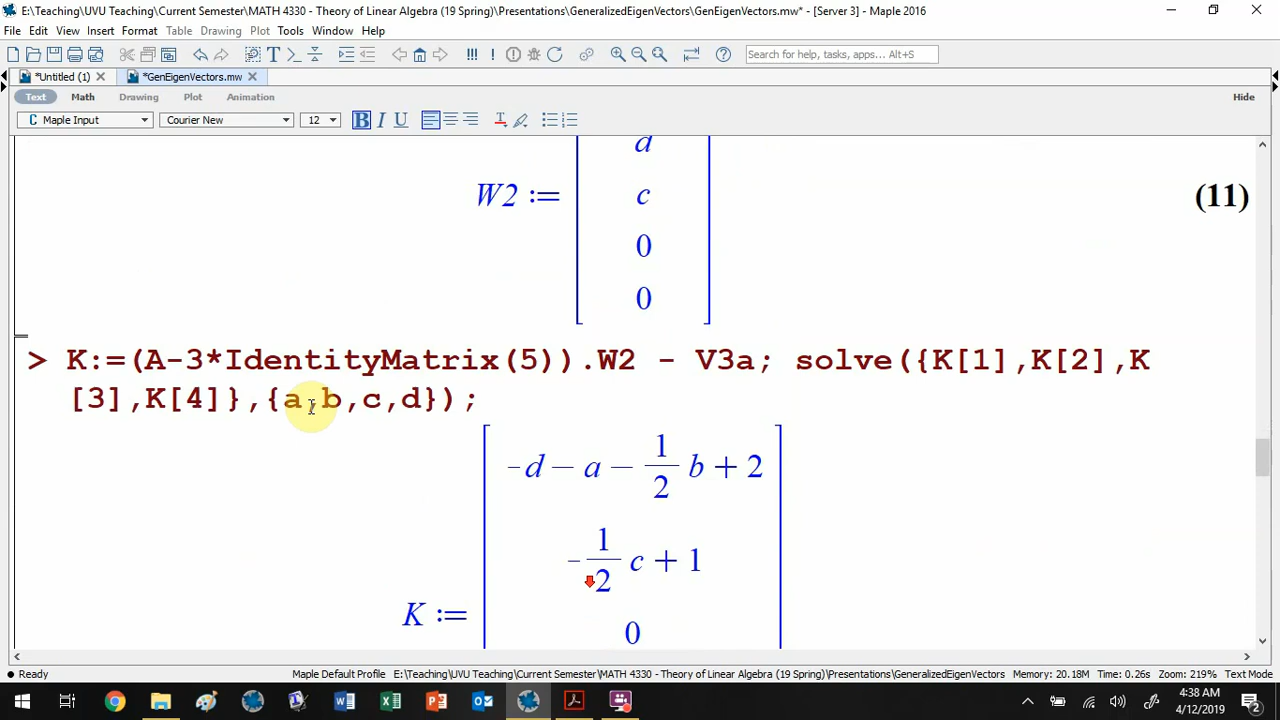 E:\Teaching\UVU Teaching\Current Semester\MATH 4330 - Theory of Linear Algebra (19 Spring)\Presentations\GeneralizedEigenVectors\GenEigenVectors.mw* - [Server 3] - Maple 2016
File Edit View Insert Format Table Drawing Plot Spreadsheet Tools Window Help
Search for help, tasks, apps... Alt+S
*Untitled (1) *GenEigenVectors.mw
Text Math Drawing Plot Animation Hide
C Maple Input Courier New 12 B I U
a
W2 := c (11)
0
0
> K:=(A-3*IdentityMatrix(5)).W2 - V3a; solve({K[1],K[2],K
[3],K[4]},{a,b,c,d});
-d - a - 1/2 b + 2
-1/2 c + 1
K := 0
Ready Maple Default Profile E:\Teaching\UVU Teaching\Current Semester\MATH 4330 - Theory of Linear Algebra (19 Spring)\Presentations\GeneralizedEigenVectors Memory: 20.18M Time: 0.26s Zoom: 219% Text Mode
4:38 AM
4/12/2019
2